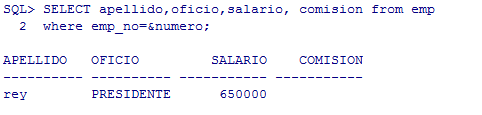 SQL> SELECT apellido,oficio,salario, comision from emp
2 where emp_no=&numero;
APELLIDO OFICIO SALARIO COMISION
---------- ---------- ----------- -----------
rey PRESIDENTE 650000